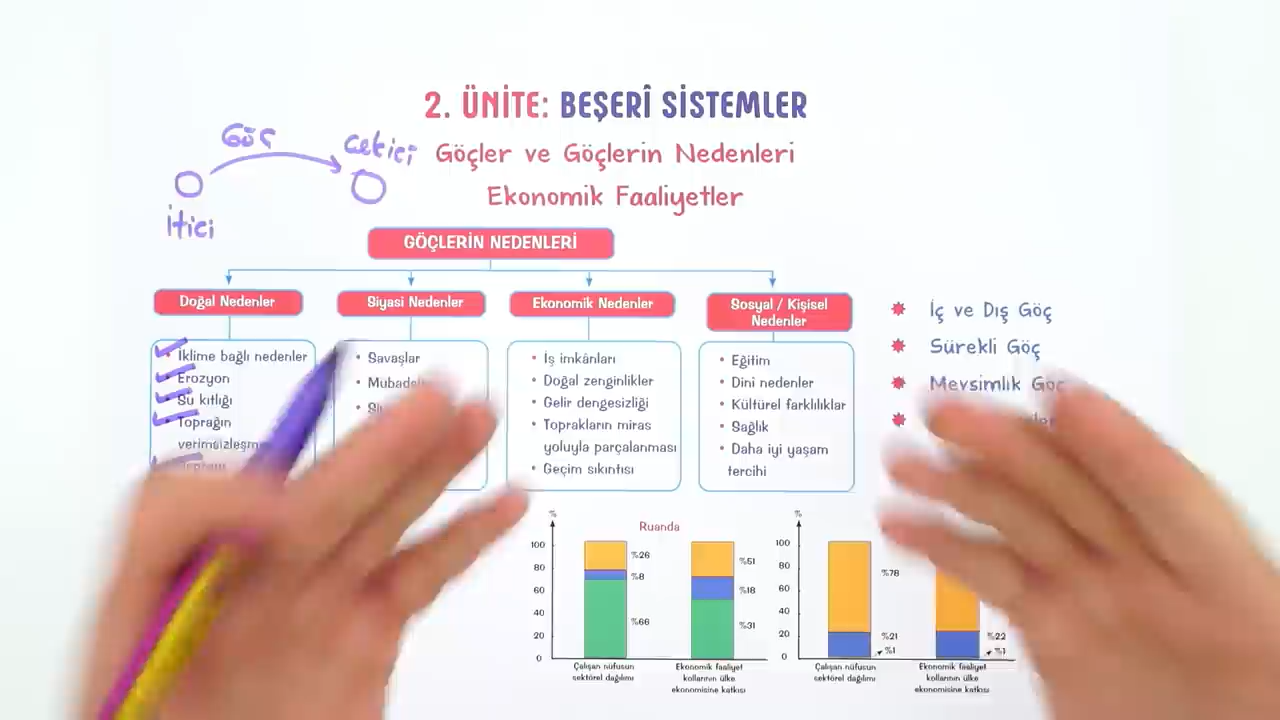 2. ÜNİTE: BEŞERÎ SİSTEMLER
Göç
Çekici
İtici
Göçler ve Göçlerin Nedenleri
Ekonomik Faaliyetler
GÖÇLERİN NEDENLERİ
Doğal Nedenler
• İklime bağlı nedenler
• Erozyon
• Su kıtlığı
• Toprağın
Siyasi Nedenler
• Savaşlar
Ekonomik Nedenler
• İş imkânları
• Doğal zenginlikler
• Gelir dengesizliği
• Toprakların miras
yoluyla parçalanması
• Geçim sıkıntısı
Sosyal / Kişisel
Nedenler
• Eğitim
• Dini nedenler
• Kültürel farklılıklar
• Sağlık
• Daha iyi yaşam
tercihi
İç ve Dış Göç
Sürekli Göç
Mevsimlik Göç
%
Ruanda
100
80
60
40
20
0
%26
%8
%66
%51
%18
%31
Çalışan nüfusun
sektörel dağılımı
Ekonomik faaliyet
kollarının ülke
ekonomisine katkısı
%
100
80
60
40
20
0
%78
%21
%1
%22
%1
Çalışan nüfusun
sektörel dağılımı
Ekonomik faaliyet
kollarının ülke
ekonomisine katkısı